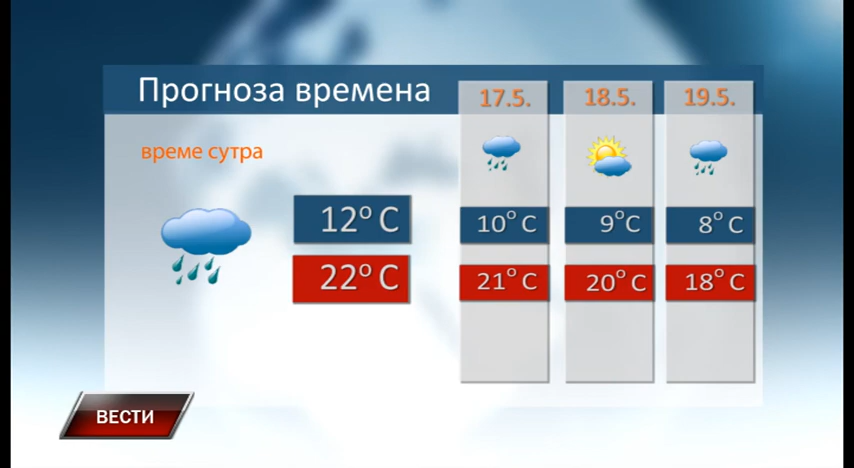 Прогноза времена
време сутра
12° C
22° C
17.5. 18.5. 19.5.
10° C 9°C 8° C
21° C 20° C 18° C
ВЕСТИ